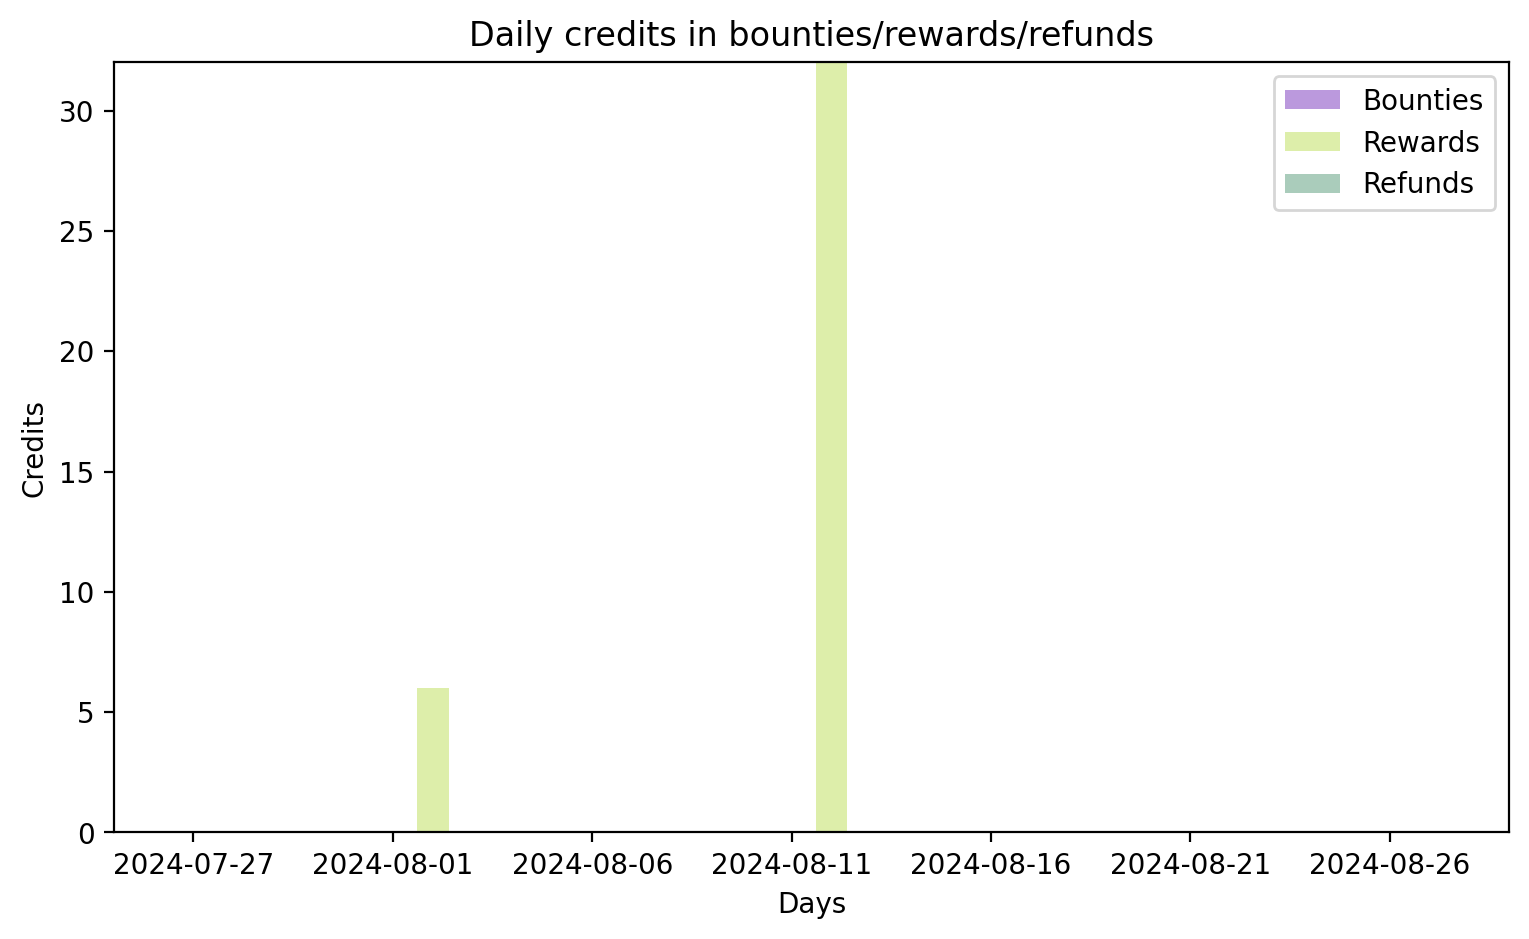 Daily credits in bounties/rewards/refunds
Bounties
Rewards
Refunds
30
25
20
15
10
5
0
Credits
2024-07-27 2024-08-01 2024-08-06 2024-08-11 2024-08-16 2024-08-21 2024-08-26
Days